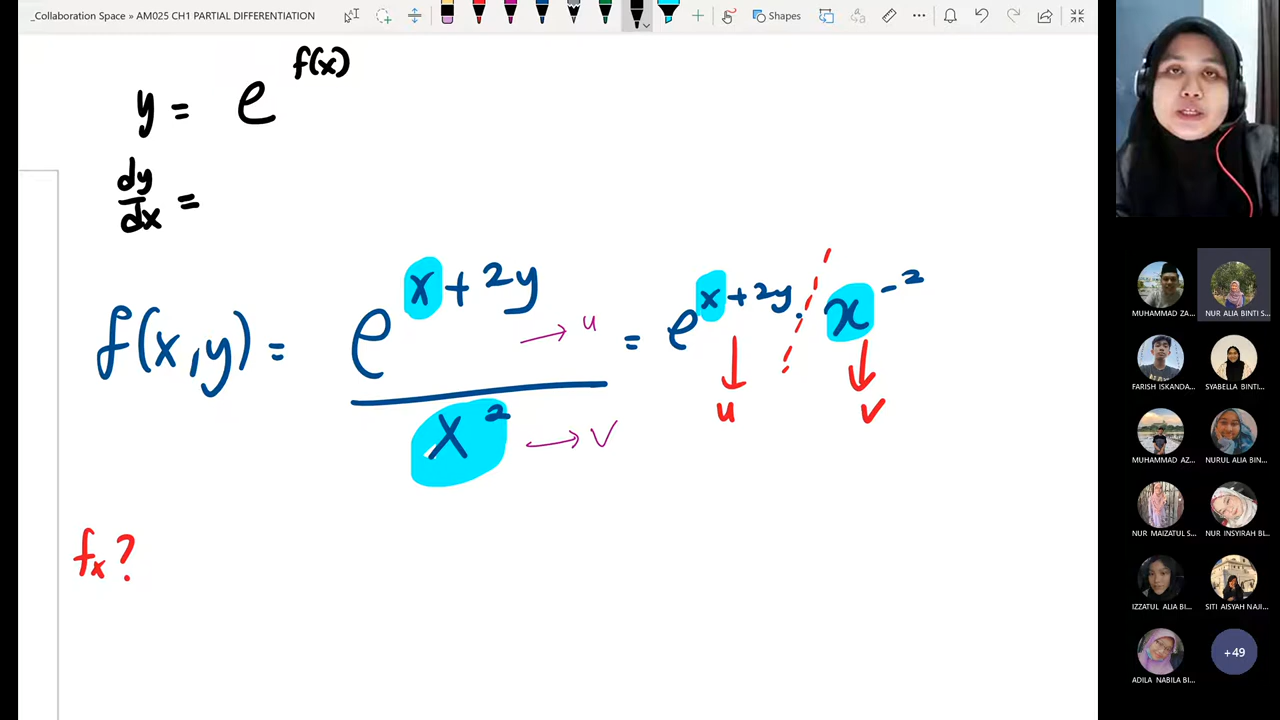 _Collaboration Space » AM025 CH1 PARTIAL DIFFERENTIATION
Shapes
y = e^f(x)
dy/dx =
f(x,y) = e^(x+2y) → u / x² → v = e^(x+2y) · x^-2
u v
fx?
MUHAMMAD ZA...
NUR ALIA BINTI S...
FARISH ISKANDA...
SYABELLA BINTI...
MUHAMMAD AZ...
NURUL ALIA BIN...
NUR MAIZATUL S...
NUR INSYIRAH BI...
IZZATUL ALIA BI...
SITI AISYAH NAJI...
ADILA NABILA BI...
+49